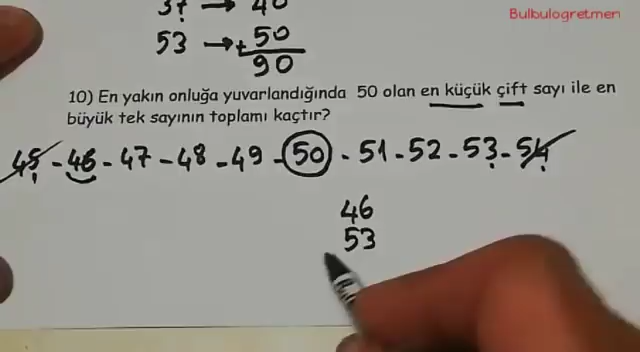 Bulbulogretmen
37 → 40
53 → + 50
90
10) En yakın onluğa yuvarlandığında 50 olan en küçük çift sayı ile en
büyük tek sayının toplamı kaçtır?
45 - 46 - 47 - 48 - 49 - 50 - 51 - 52 - 53 - 54
46
53